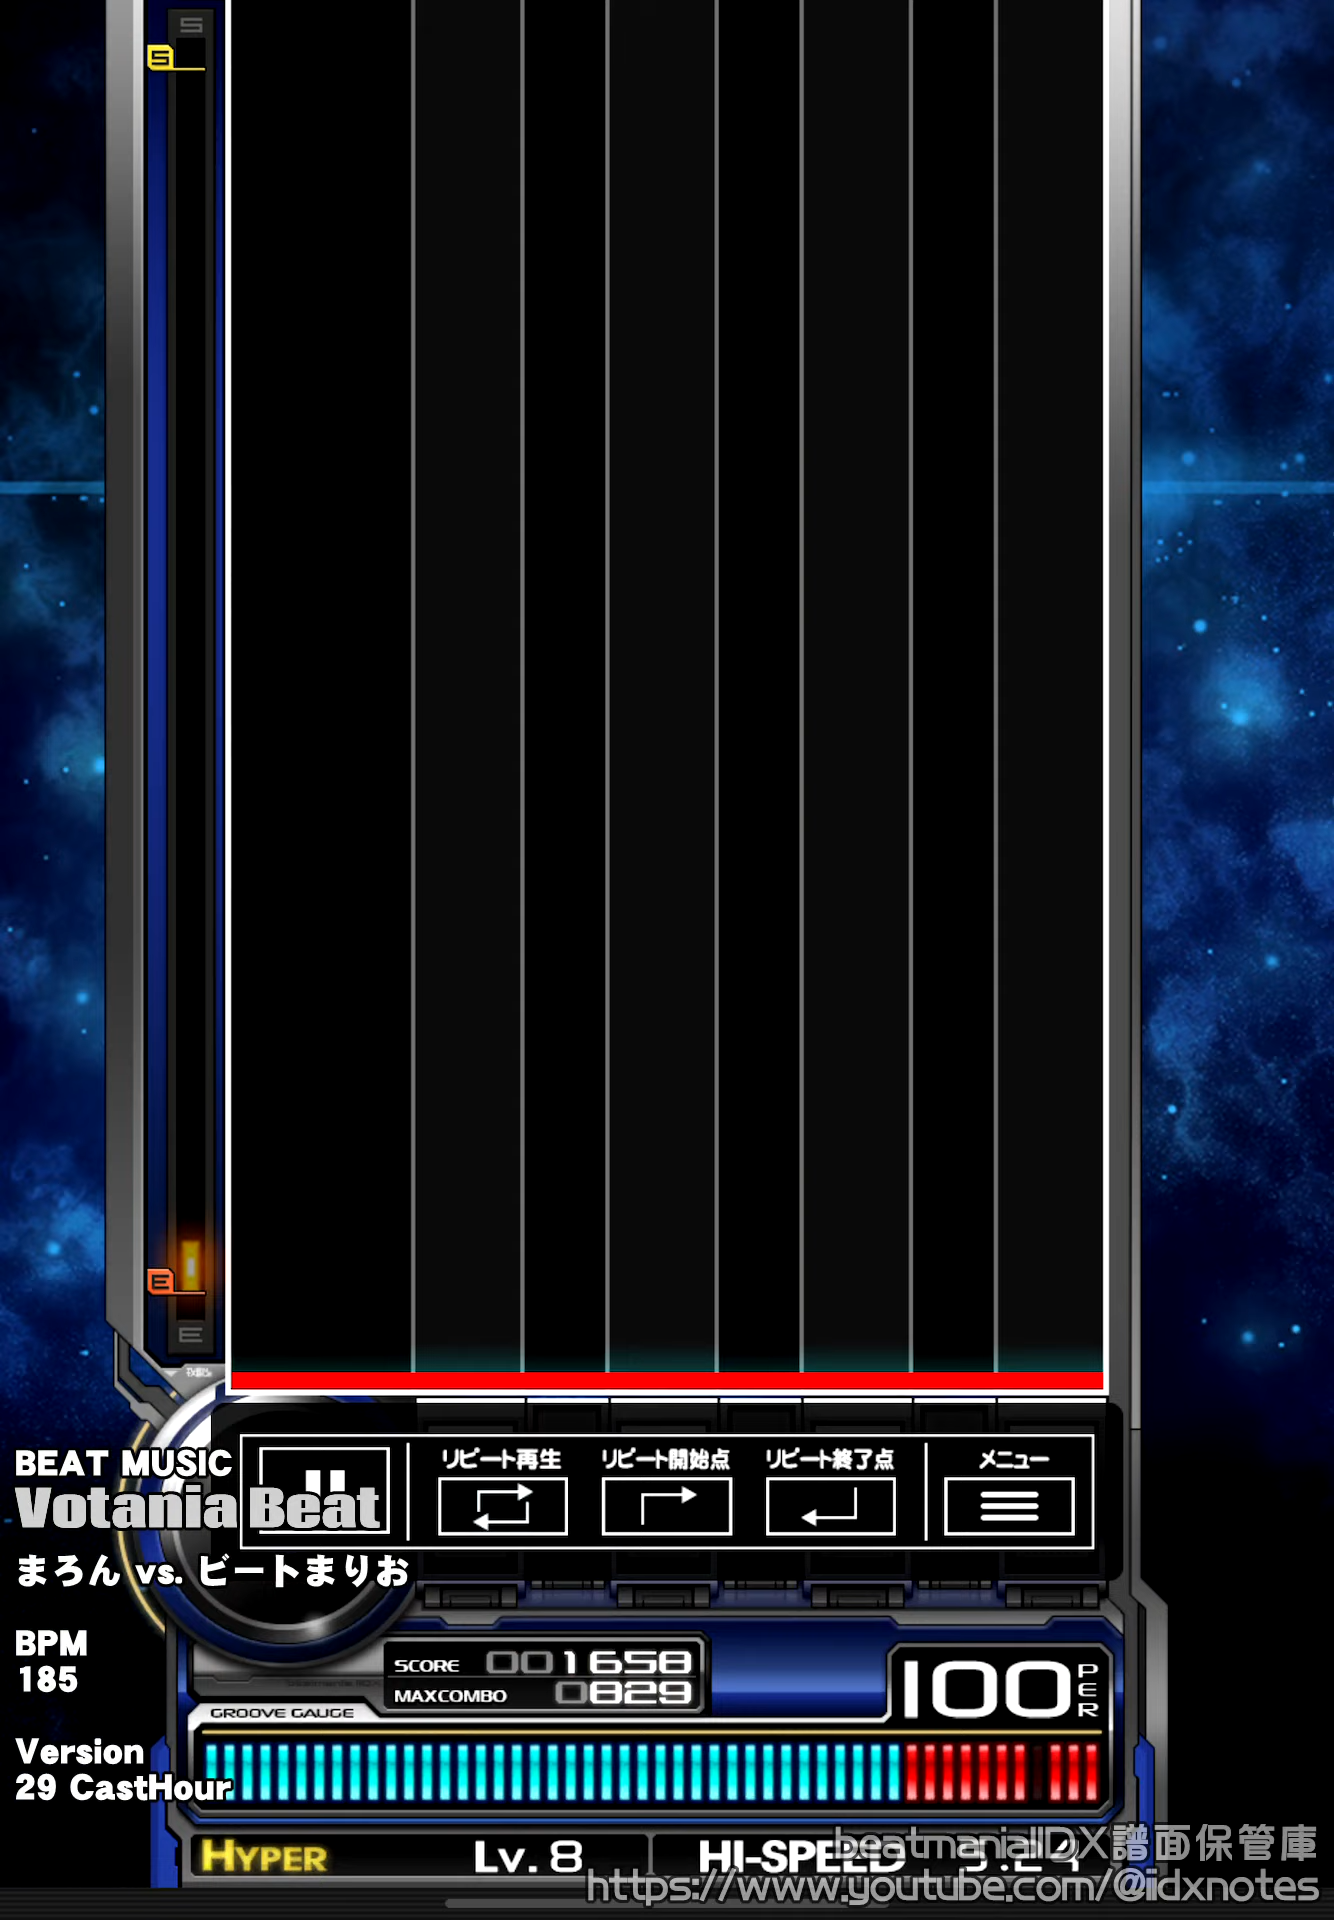 S
S
E
E
リピート再生
リピート開始点
リピート終了点
メニュー
BEAT MUSIC
Votania Beat
まろん vs. ビートまりお
BPM
185
SCORE 001658
MAXCOMBO 0829
100 PER
GROOVE GAUGE
Version
29 CastHour
HYPER Lv. 8 HI-SPEED 3.24
beatmaniaIIDX譜面保管庫
https://www.youtube.com/@iidxnotes